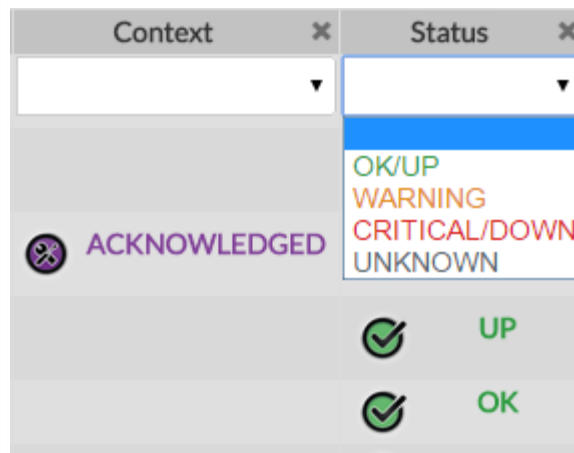 Context Status
OK/UP
WARNING
ACKNOWLEDGED CRITICAL/DOWN
UNKNOWN
UP
OK